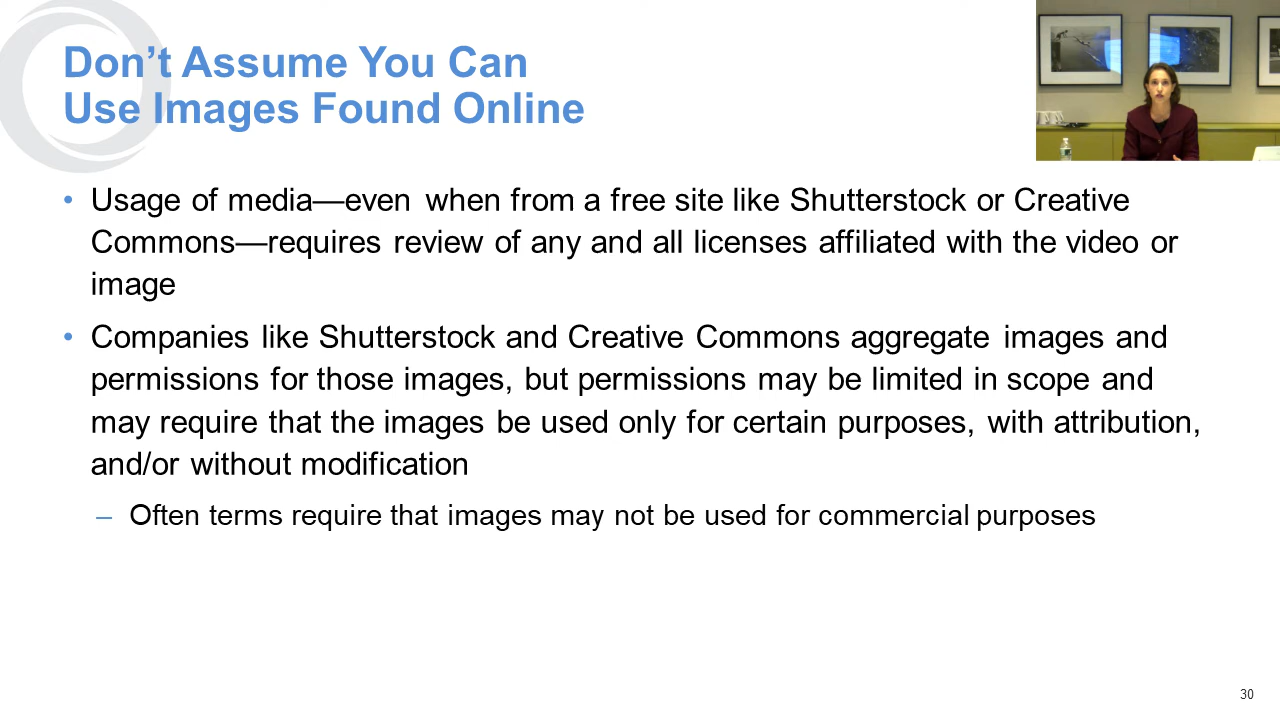 Don’t Assume You Can
Use Images Found Online
• Usage of media—even when from a free site like Shutterstock or Creative
Commons—requires review of any and all licenses affiliated with the video or
image
• Companies like Shutterstock and Creative Commons aggregate images and
permissions for those images, but permissions may be limited in scope and
may require that the images be used only for certain purposes, with attribution,
and/or without modification
– Often terms require that images may not be used for commercial purposes
30